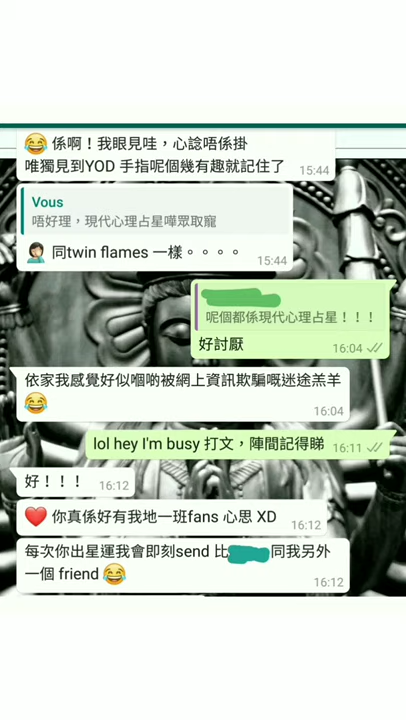 😂 係啊！我眼見哇，心諗唔係掛
唯獨見到YOD 手指呢個幾有趣就記住了
15:44
Vous
唔好理，現代心理占星嘩眾取寵
🤦🏻‍♀️ 同twin flames 一樣。。。。
15:44
呢個都係現代心理占星！！！
好討厭
16:04
依家我感覺好似嗰啲被網上資訊欺騙嘅迷途羔羊
😂
16:04
lol hey I'm busy 打文，陣間記得睇
16:11
好！！！
16:12
❤️ 你真係好有我地一班fans 心思 XD
16:12
每次你出星運我會即刻send 比 同我另外
一個 friend 😂
16:12